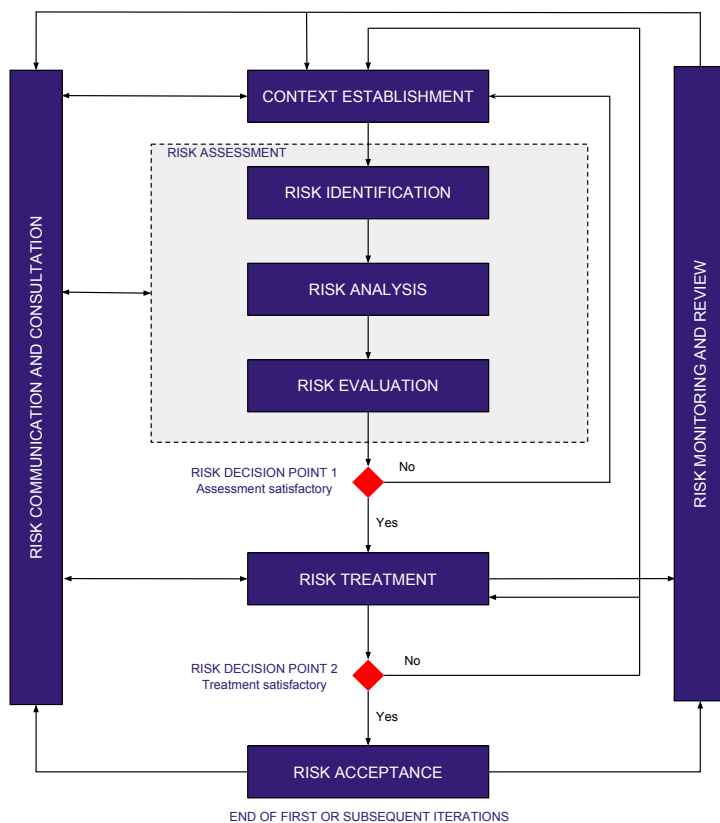 CONTEXT ESTABLISHMENT
RISK ASSESSMENT
RISK IDENTIFICATION
RISK ANALYSIS
RISK EVALUATION
RISK COMMUNICATION AND CONSULTATION
RISK MONITORING AND REVIEW
RISK DECISION POINT 1
Assessment satisfactory
No
Yes
RISK TREATMENT
RISK DECISION POINT 2
Treatment satisfactory
No
Yes
RISK ACCEPTANCE
END OF FIRST OR SUBSEQUENT ITERATIONS